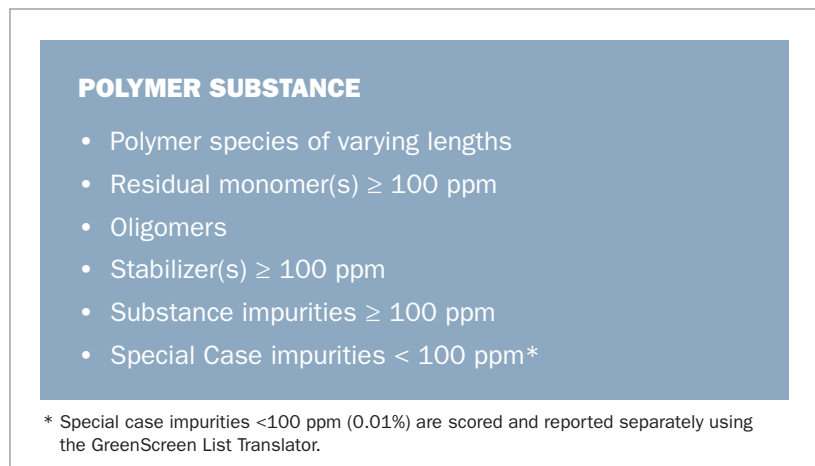 POLYMER SUBSTANCE
• Polymer species of varying lengths
• Residual monomer(s) ≥ 100 ppm
• Oligomers
• Stabilizer(s) ≥ 100 ppm
• Substance impurities ≥ 100 ppm
• Special Case impurities < 100 ppm*
* Special case impurities <100 ppm (0.01%) are scored and reported separately using
the GreenScreen List Translator.